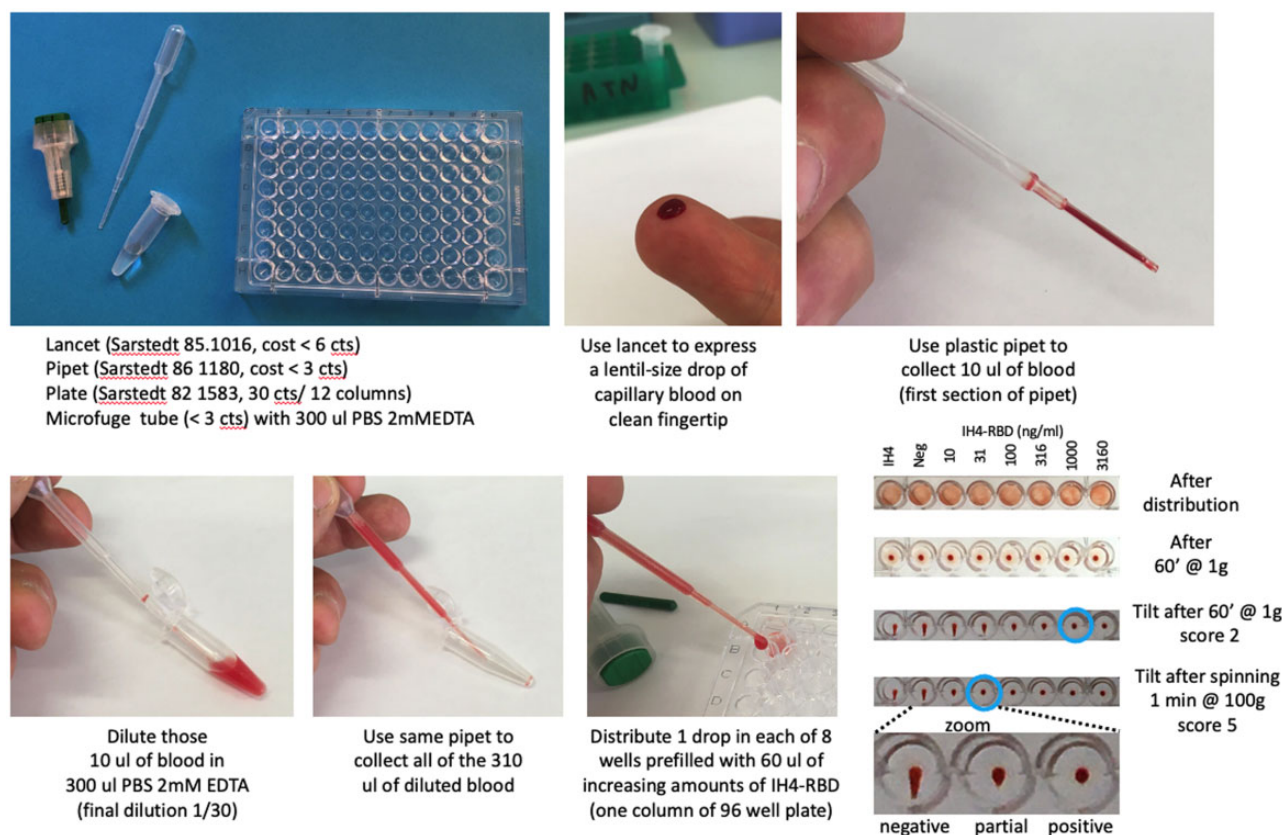 ATN
Lancet (Sarstedt 85.1016, cost < 6 cts)
Pipet (Sarstedt 86 1180, cost < 3 cts)
Plate (Sarstedt 82 1583, 30 cts/ 12 columns)
Microfuge tube (< 3 cts) with 300 ul PBS 2mMEDTA
Use lancet to express
a lentil-size drop of
capillary blood on
clean fingertip
Use plastic pipet to
collect 10 ul of blood
(first section of pipet)
Dilute those
10 ul of blood in
300 ul PBS 2mM EDTA
(final dilution 1/30)
Use same pipet to
collect all of the 310
ul of diluted blood
B
C
D
Distribute 1 drop in each of 8
wells prefilled with 60 ul of
increasing amounts of IH4-RBD
(one column of 96 well plate)
IH4-RBD (ng/ml)
IH4 Neg 10 31 100 316 1000 3160
After
distribution
After
60’ @ 1g
Tilt after 60’ @ 1g
score 2
Tilt after spinning
1 min @ 100g
score 5
zoom
negative partial positive